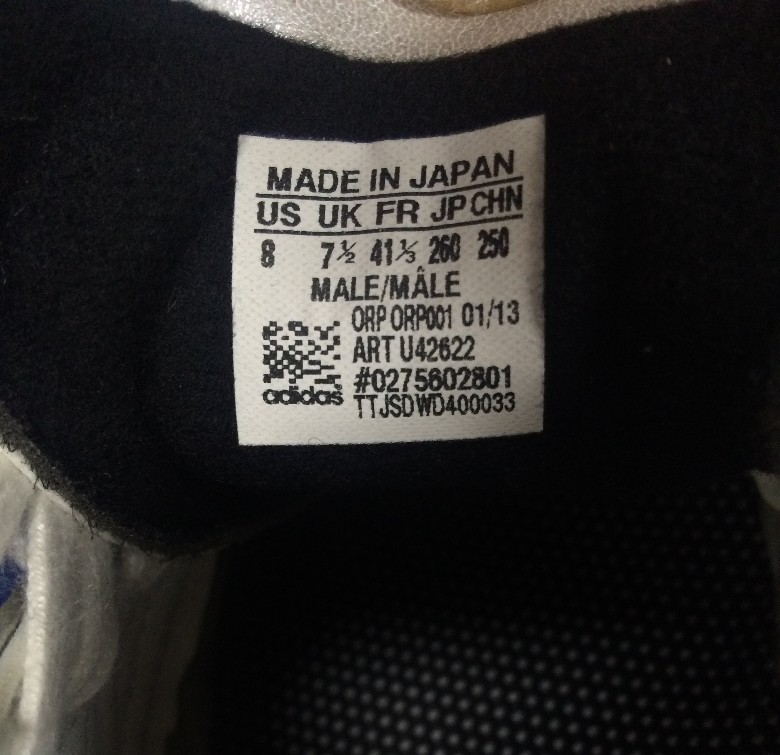 MADE IN JAPAN
US UK FR JP CHN
8 7½ 41⅓ 260 250
MALE/MÂLE
ORP ORP001 01/13
ART U42622
#0275602801
adidas TTJSDWD400033